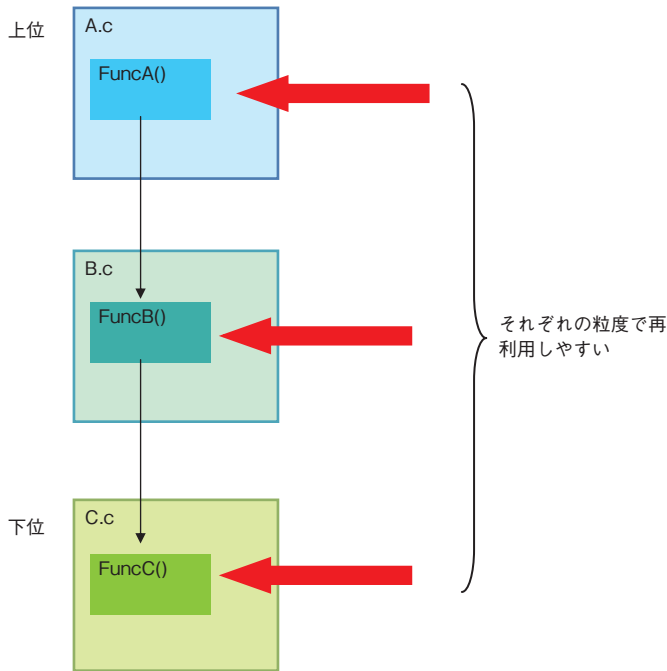 上位
A.c
FuncA()
B.c
FuncB()
それぞれの粒度で再
利用しやすい
下位
C.c
FuncC()